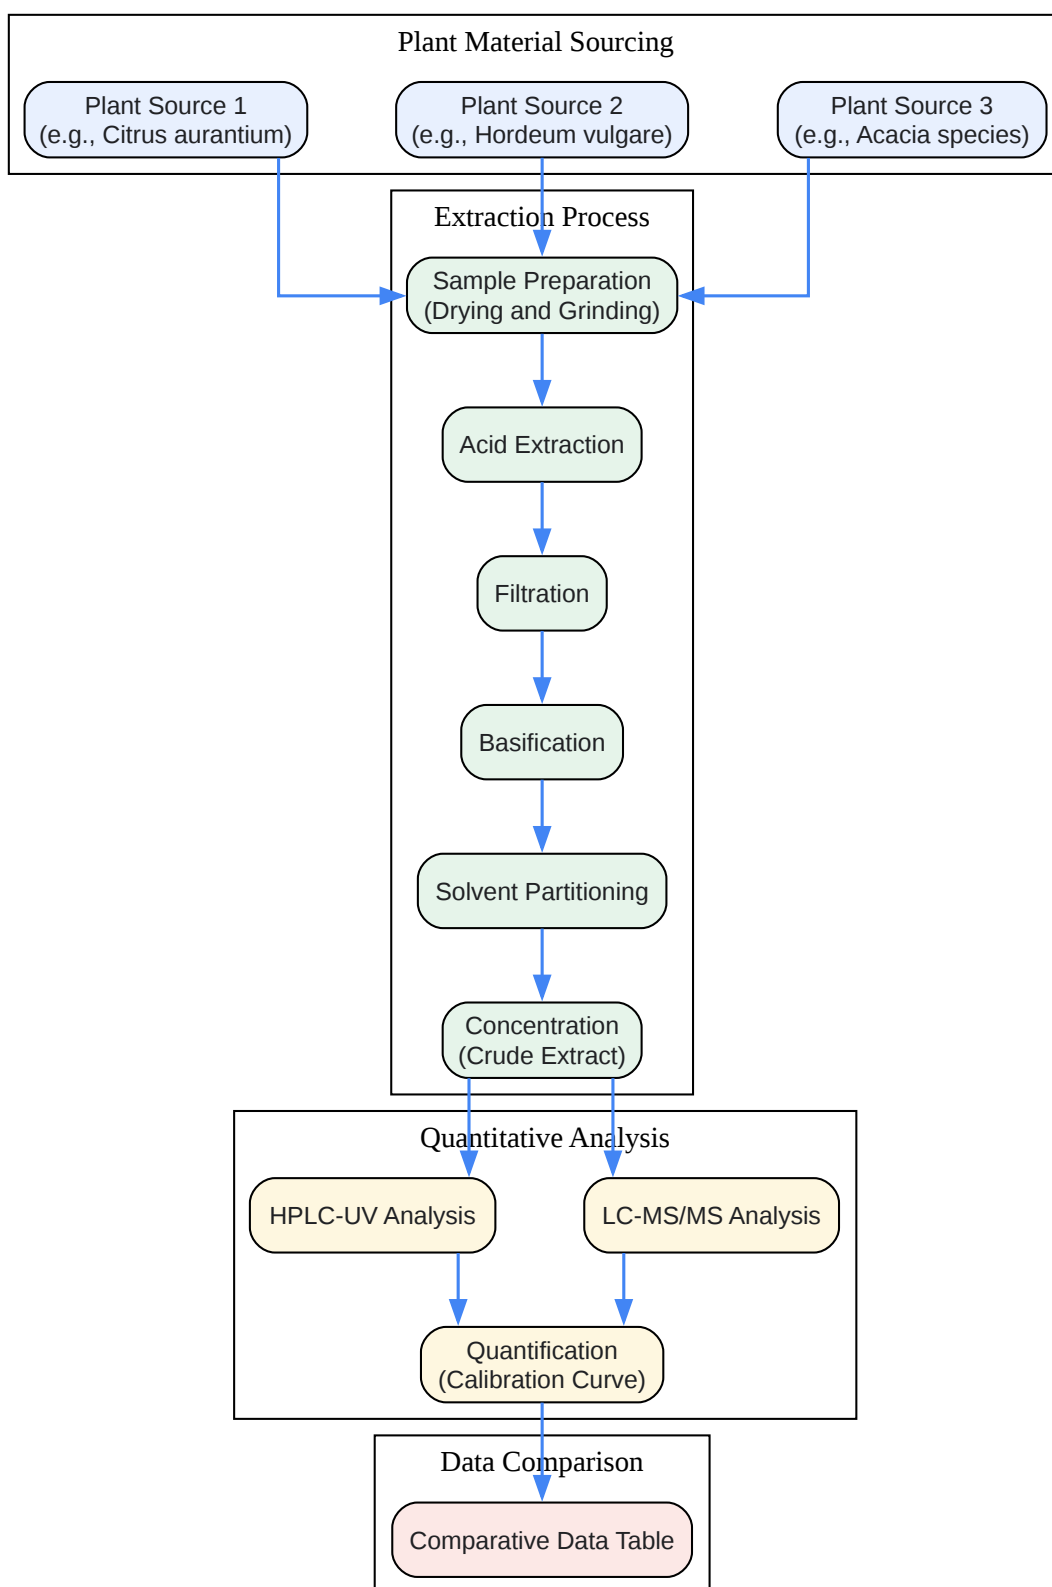 Plant Material Sourcing
Plant Source 1
(e.g., Citrus aurantium)
Plant Source 2
(e.g., Hordeum vulgare)
Plant Source 3
(e.g., Acacia species)
Extraction Process
Sample Preparation
(Drying and Grinding)
Acid Extraction
Filtration
Basification
Solvent Partitioning
Concentration
(Crude Extract)
Quantitative Analysis
HPLC-UV Analysis
LC-MS/MS Analysis
Quantification
(Calibration Curve)
Data Comparison
Comparative Data Table